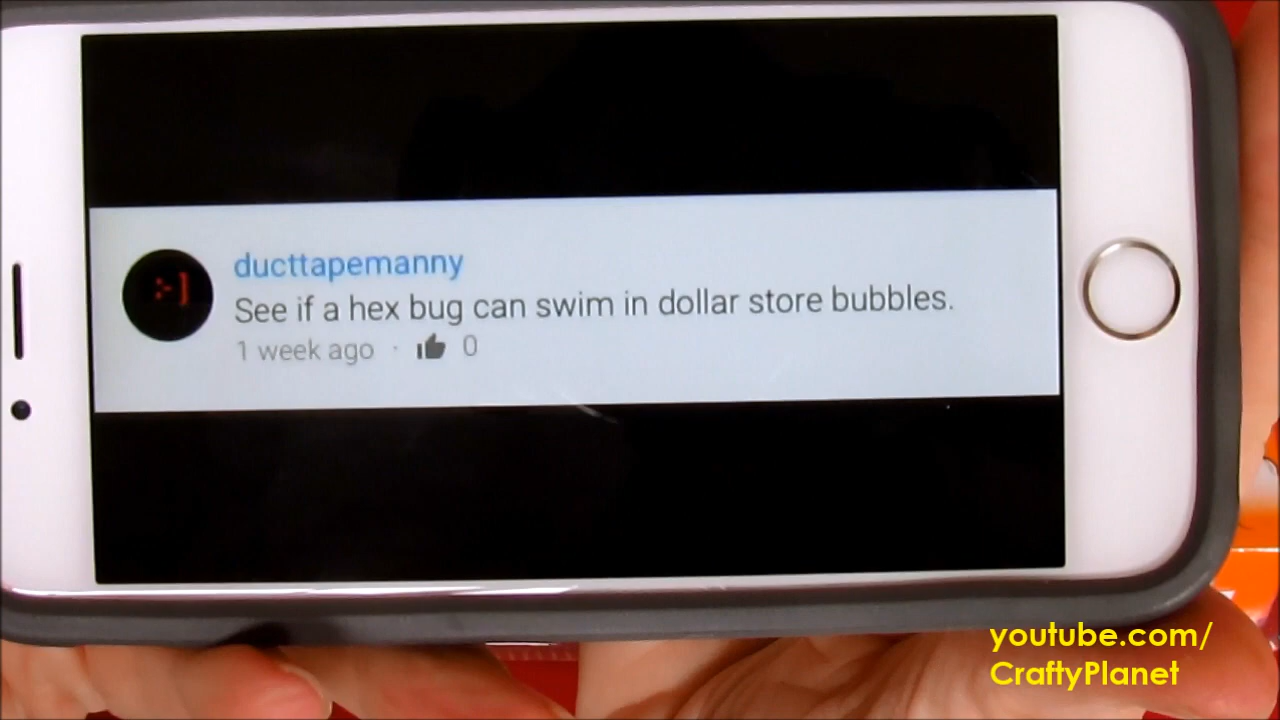 ducttapemanny
See if a hex bug can swim in dollar store bubbles.
1 week ago · 0
youtube.com/
CraftyPlanet